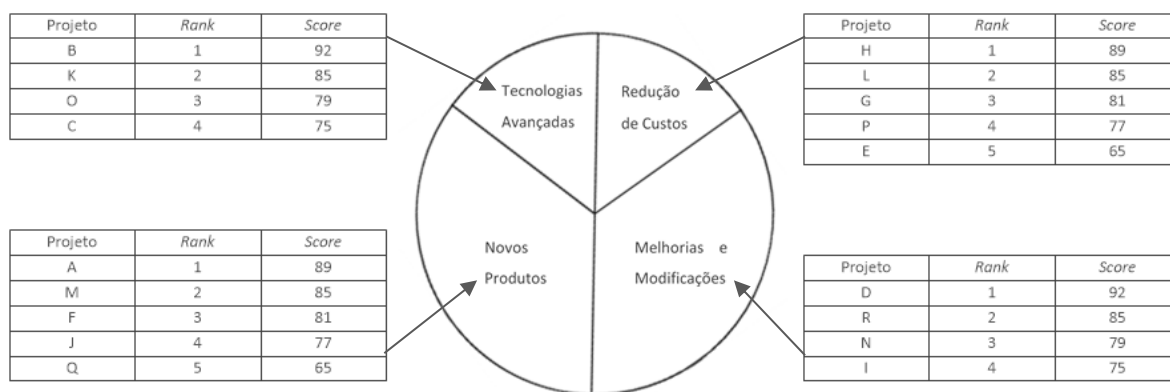 Projeto Rank Score
B 1 92
K 2 85
O 3 79
C 4 75
Projeto Rank Score
H 1 89
L 2 85
G 3 81
P 4 77
E 5 65
Tecnologias
Avançadas
Redução
de Custos
Novos
Produtos
Melhorias e
Modificações
Projeto Rank Score
A 1 89
M 2 85
F 3 81
J 4 77
Q 5 65
Projeto Rank Score
D 1 92
R 2 85
N 3 79
I 4 75